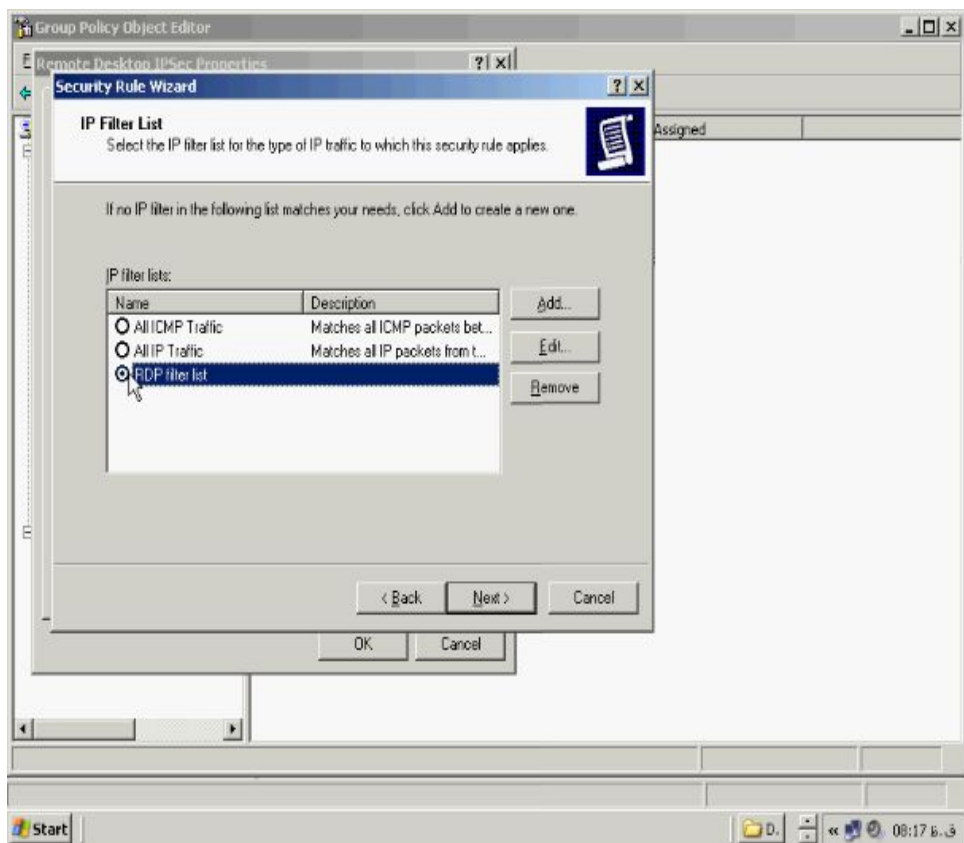 Group Policy Object Editor
Remote Desktop IPSec Properties
Security Rule Wizard
IP Filter List
Select the IP filter list for the type of IP traffic to which this security rule applies.
Assigned
If no IP filter in the following list matches your needs, click Add to create a new one.
IP filter lists:
Name Description
All ICMP Traffic Matches all ICMP packets bet...
All IP Traffic Matches all IP packets from t...
RDP filter list
Add...
Edit...
Remove
< Back Next > Cancel
OK Cancel
Start D. « 08:17 ق.ظ